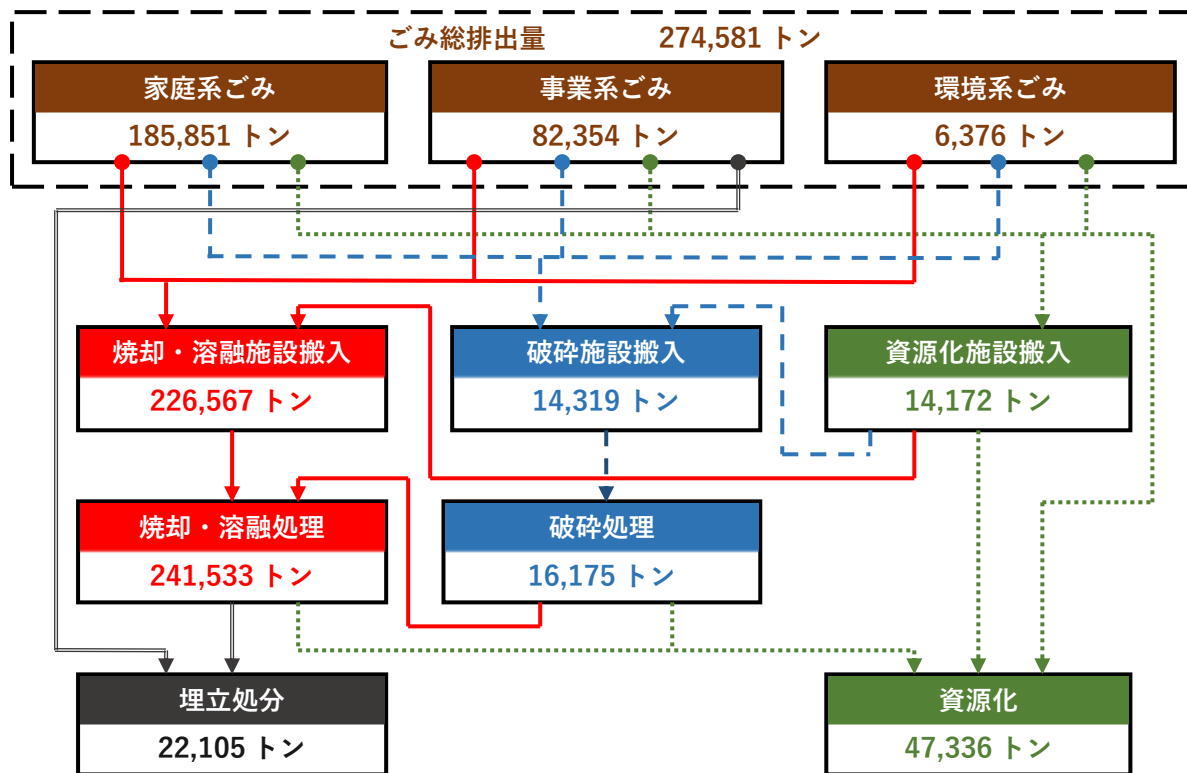 ごみ総排出量 274,581 トン
家庭系ごみ
185,851 トン
事業系ごみ
82,354 トン
環境系ごみ
6,376 トン
焼却・溶融施設搬入
226,567 トン
破砕施設搬入
14,319 トン
資源化施設搬入
14,172 トン
焼却・溶融処理
241,533 トン
破砕処理
16,175 トン
埋立処分
22,105 トン
資源化
47,336 トン